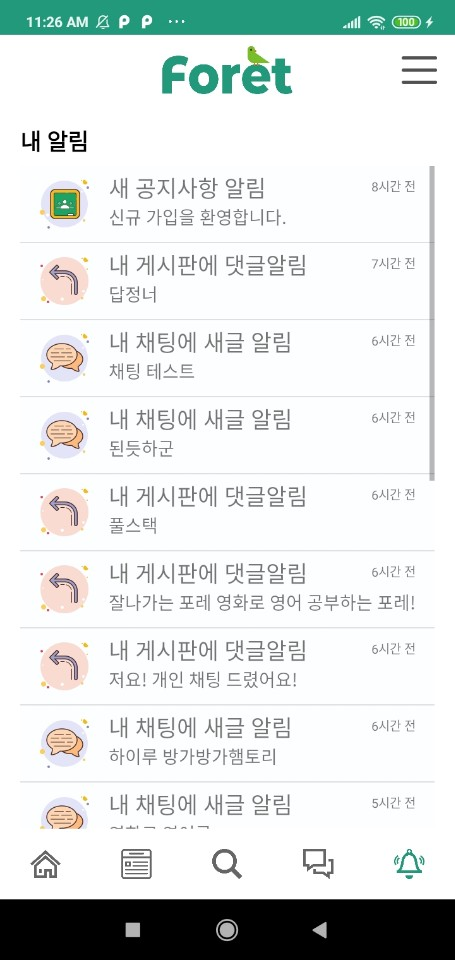 11:26 AM
100
Foret
내 알림
새 공지사항 알림
8시간 전
신규 가입을 환영합니다.
내 게시판에 댓글알림
7시간 전
답정너
내 채팅에 새글 알림
6시간 전
채팅 테스트
내 채팅에 새글 알림
6시간 전
된듯하군
내 게시판에 댓글알림
6시간 전
풀스택
내 게시판에 댓글알림
6시간 전
잘나가는 포레 영화로 영어 공부하는 포레!
내 게시판에 댓글알림
6시간 전
저요! 개인 채팅 드렸어요!
내 채팅에 새글 알림
6시간 전
하이루 방가방가햄토리
내 채팅에 새글 알림
5시간 전